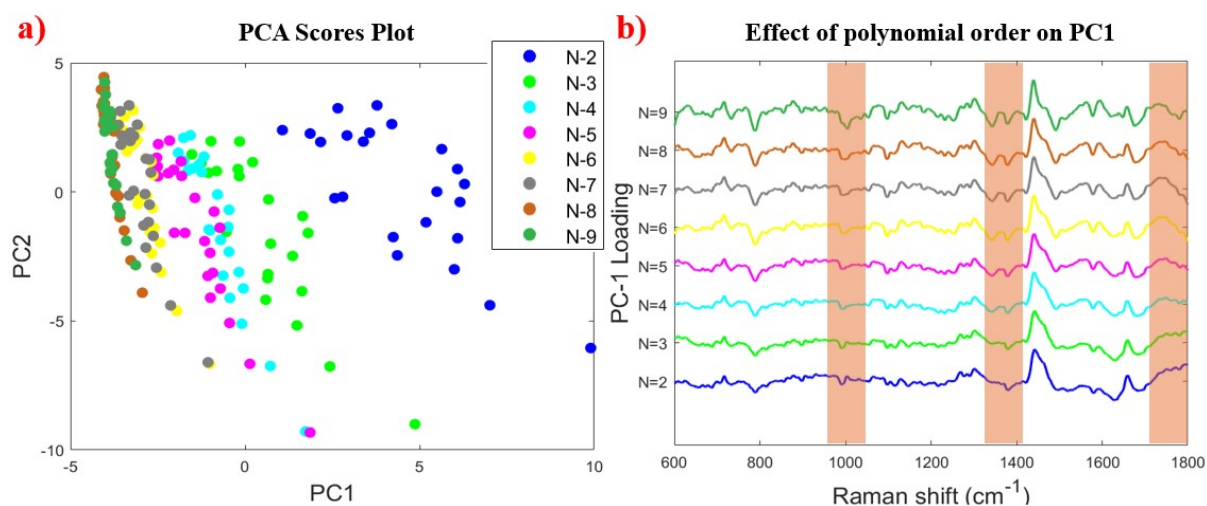 a)
PCA Scores Plot
5
0
-5
-10
-5
0
5
10
PC2
PC1
N-2
N-3
N-4
N-5
N-6
N-7
N-8
N-9
b)
Effect of polynomial order on PC1
PC-1 Loading
N=9
N=8
N=7
N=6
N=5
N=4
N=3
N=2
600
800
1000
1200
1400
1600
1800
Raman shift (cm⁻¹)